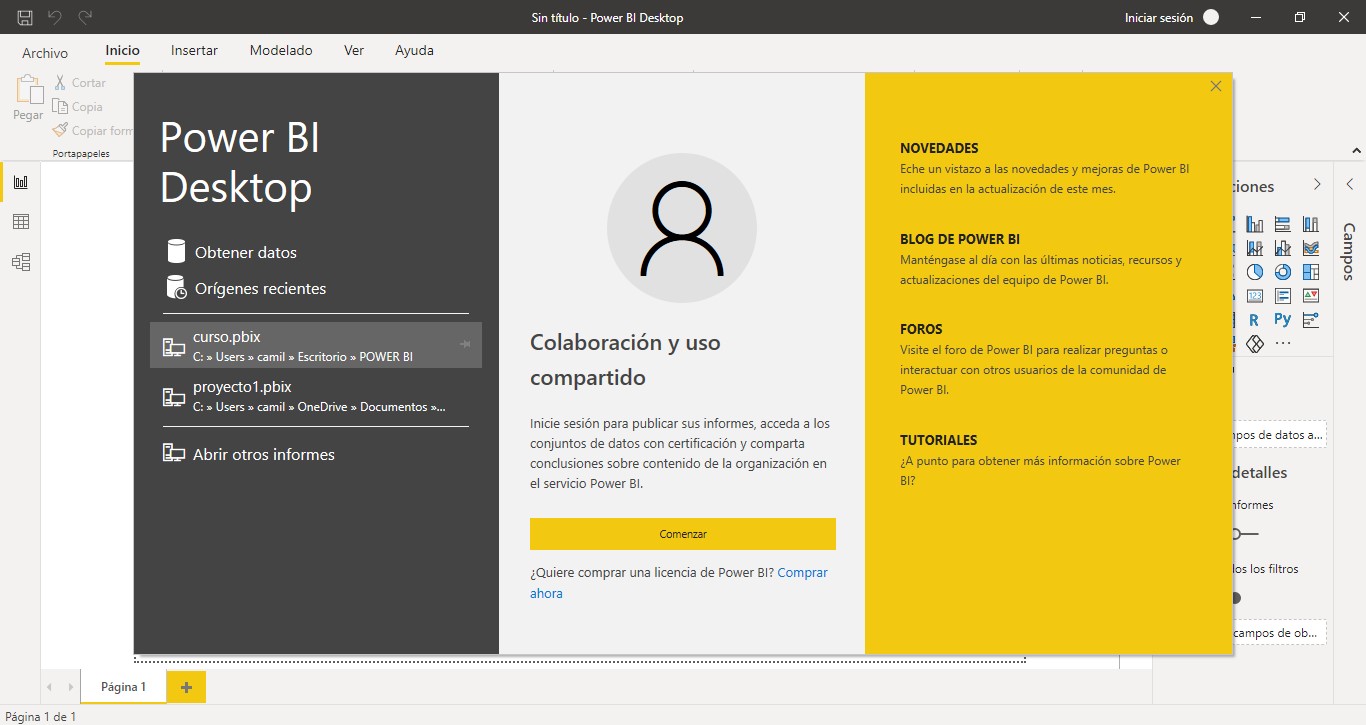 Sin título - Power BI Desktop
Iniciar sesión
Archivo
Inicio
Insertar
Modelado
Ver
Ayuda
Pegar
Cortar
Copia
Copiar form
Portapapeles
Power BI
Desktop
Obtener datos
Orígenes recientes
curso.pbix
C: » Users » camil » Escritorio » POWER BI
proyecto1.pbix
C: » Users » camil » OneDrive » Documentos »...
Abrir otros informes
Colaboración y uso
compartido
Inicie sesión para publicar sus informes, acceda a los
conjuntos de datos con certificación y comparta
conclusiones sobre contenido de la organización en
el servicio Power BI.
Comenzar
¿Quiere comprar una licencia de Power BI? Comprar
ahora
NOVEDADES
Eche un vistazo a las novedades y mejoras de Power BI
incluidas en la actualización de este mes.
BLOG DE POWER BI
Manténgase al día con las últimas noticias, recursos y
actualizaciones del equipo de Power BI.
FOROS
Visite el foro de Power BI para realizar preguntas o
interactuar con otros usuarios de la comunidad de
Power BI.
TUTORIALES
¿A punto para obtener más información sobre Power
BI?
ciones
Campos
123
R
Py
...
mpos de datos a...
detalles
nformes
dos los filtros
campos de ob...
Página 1
Página 1 de 1